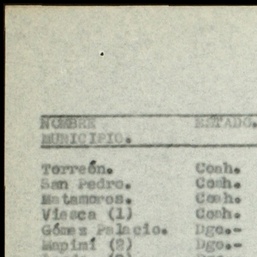 NOMBRE ESTADO.
MUNICIPIO.
Torreón. Coah.
San Pedro. Coah.
Matamoros. Coah.
Viesca (1) Coah.
Gómez Palacio. Dgo.-
Mapimí (2) Dgo.-